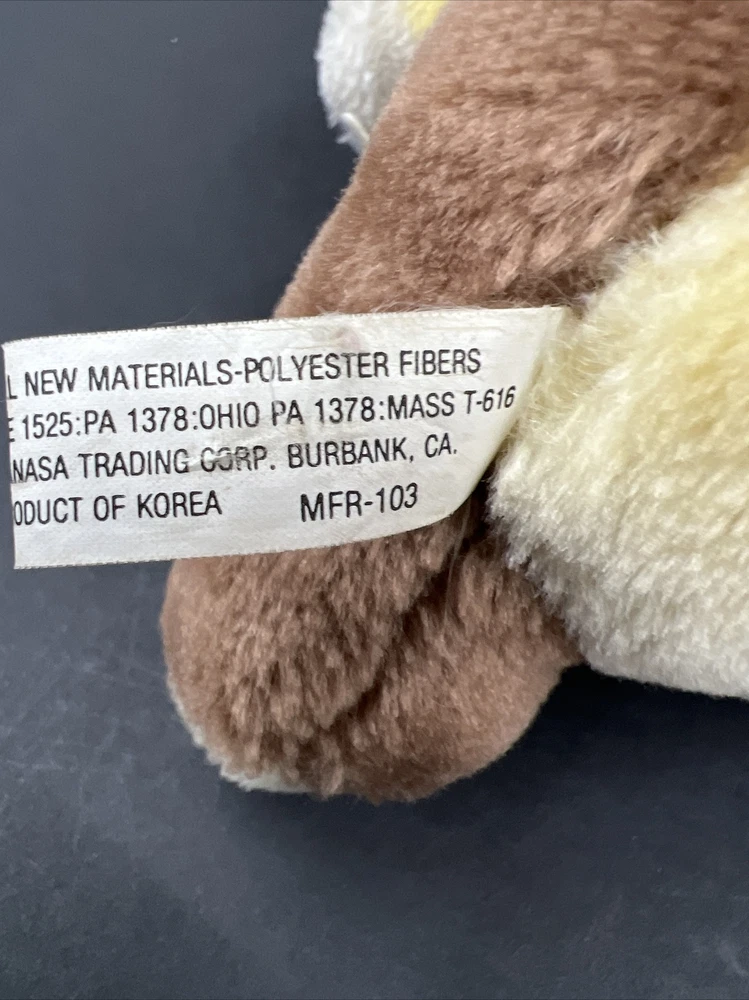 L NEW MATERIALS-POLYESTER FIBERS
E 1525:PA 1378:OHIO PA 1378:MASS T-616
NASA TRADING CORP. BURBANK, CA.
ODUCT OF KOREA MFR-103